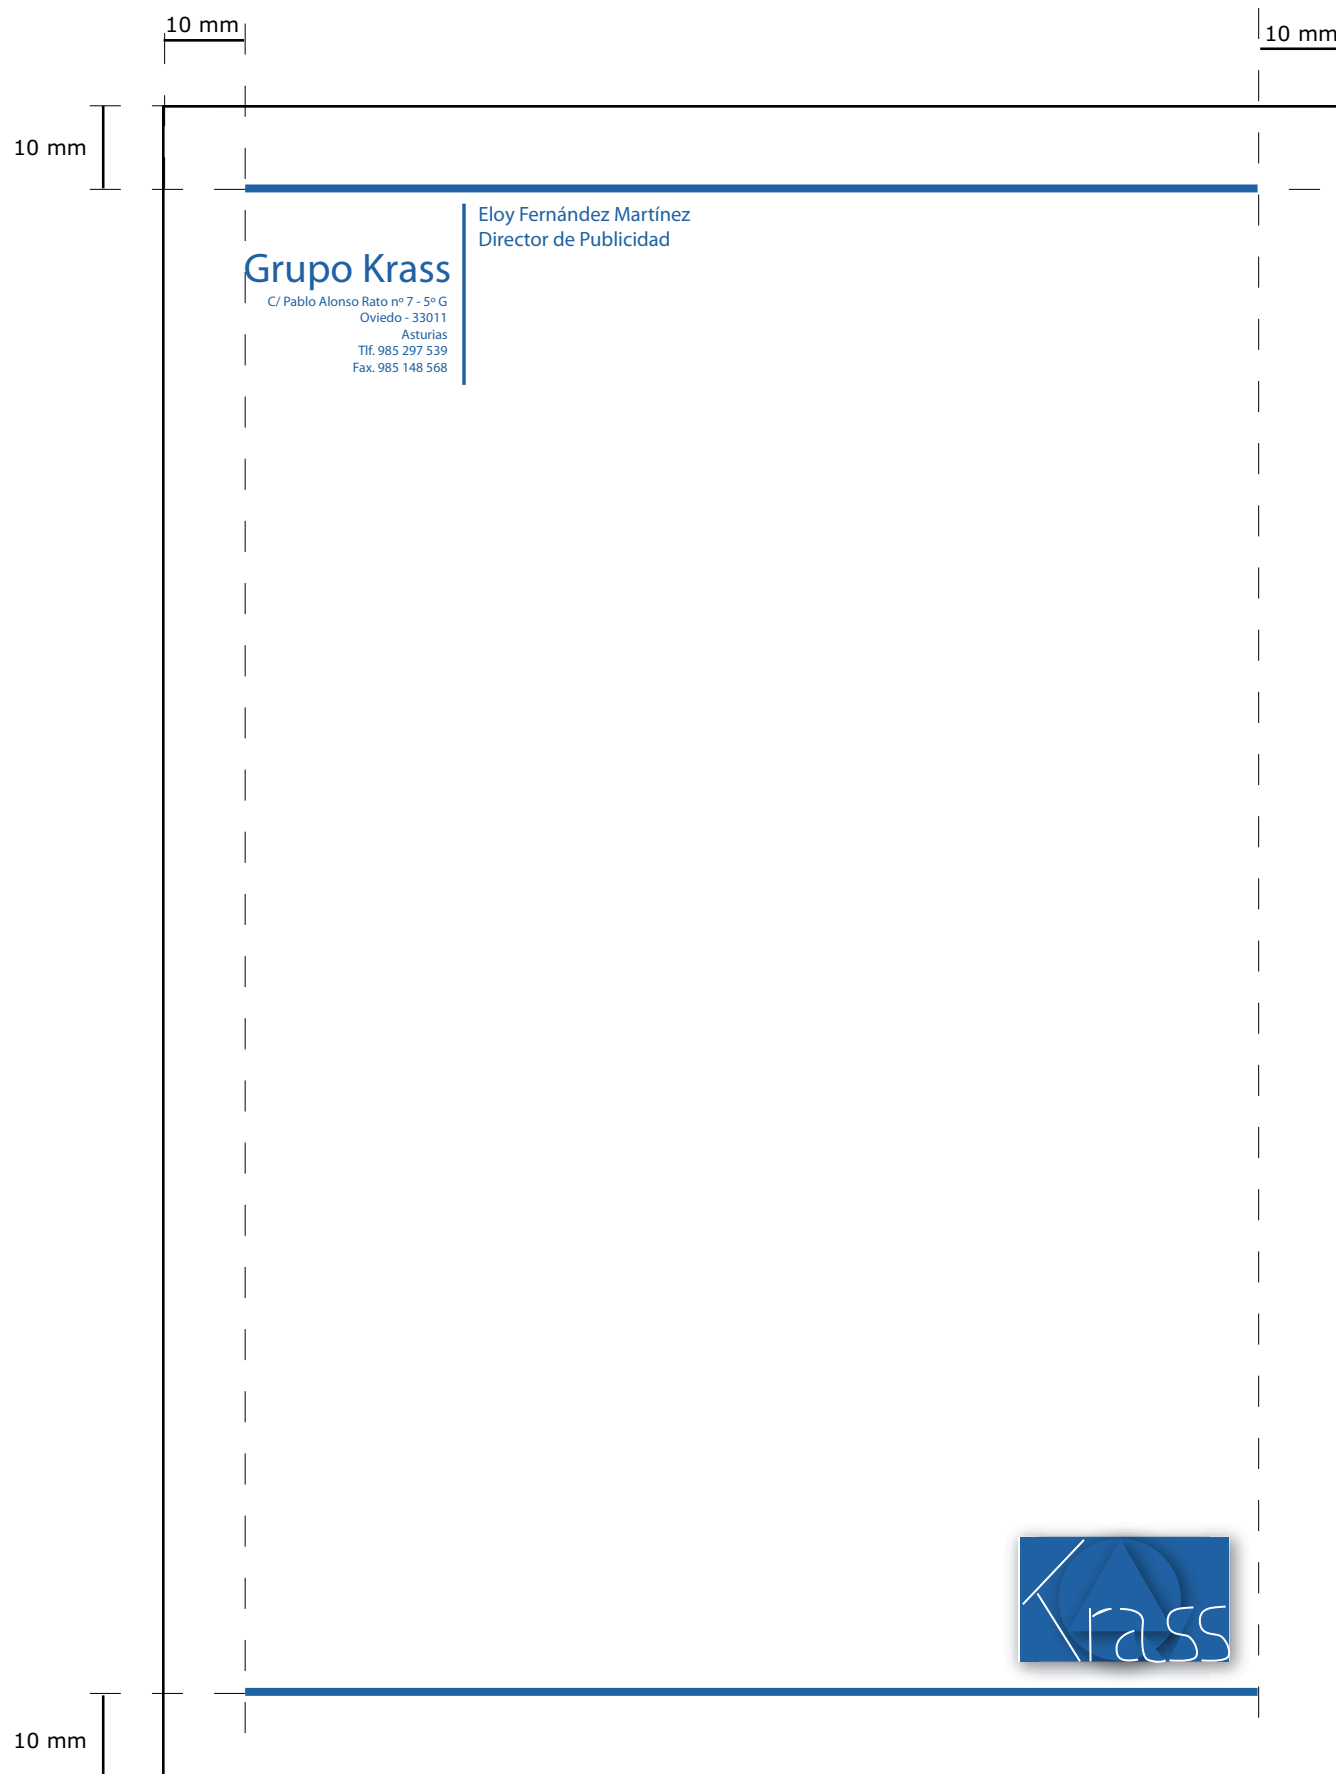 10 mm
10 mm
10 mm
Eloy Fernández Martínez
Director de Publicidad
Grupo Krass
C/ Pablo Alonso Rato nº 7 - 5º G
Oviedo - 33011
Asturias
Tlf. 985 297 539
Fax. 985 148 568
Krass
10 mm